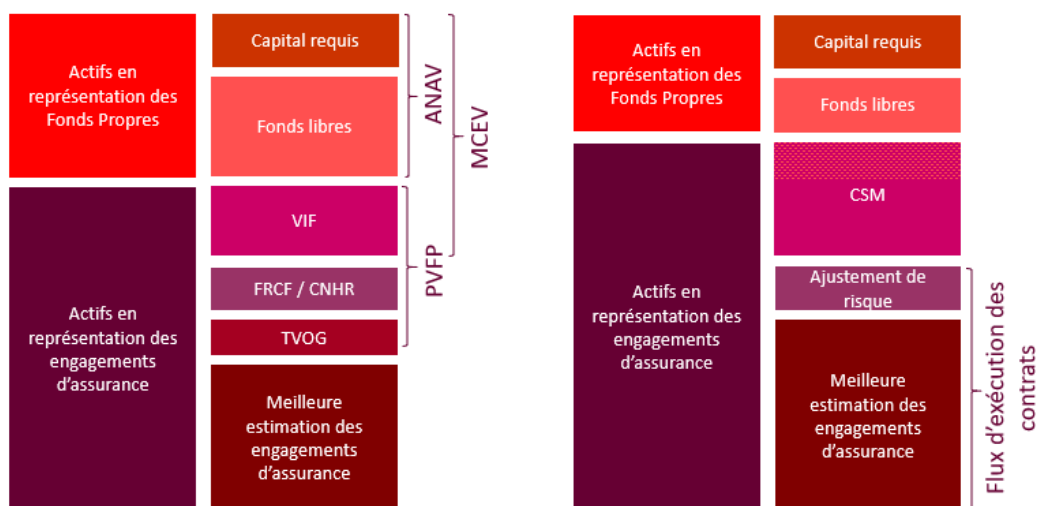 Actifs en
représentation des
Fonds Propres
Actifs en
représentation des
engagements
d'assurance
Capital requis
Fonds libres
VIF
FRCF / CNHR
TVOG
Meilleure
estimation des
engagements
d'assurance
ANAV
MCEV
PVFP
Actifs en
représentation des
Fonds Propres
Actifs en
représentation des
engagements
d'assurance
Capital requis
Fonds libres
CSM
Ajustement de
risque
Meilleure
estimation des
engagements
d'assurance
Flux d'exécution des
contrats